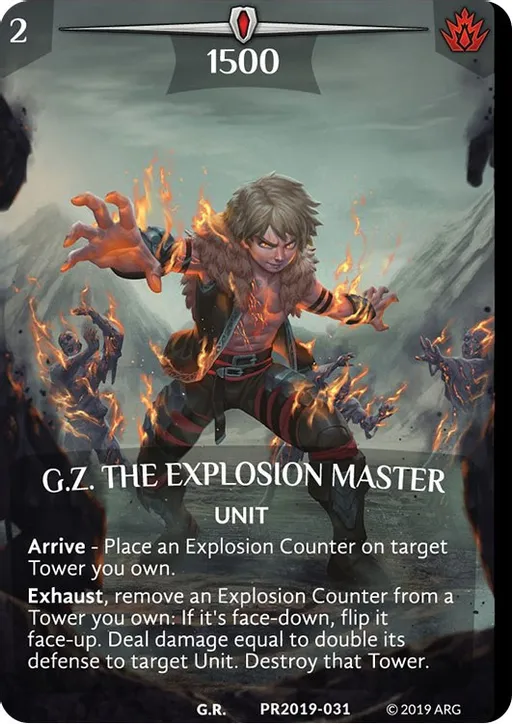 2
1500
G.Z. THE EXPLOSION MASTER
UNIT
Arrive - Place an Explosion Counter on target
Tower you own.
Exhaust, remove an Explosion Counter from a
Tower you own: If it's face-down, flip it
face-up. Deal damage equal to double its
defense to target Unit. Destroy that Tower.
G.R. PR2019-031 © 2019 ARG